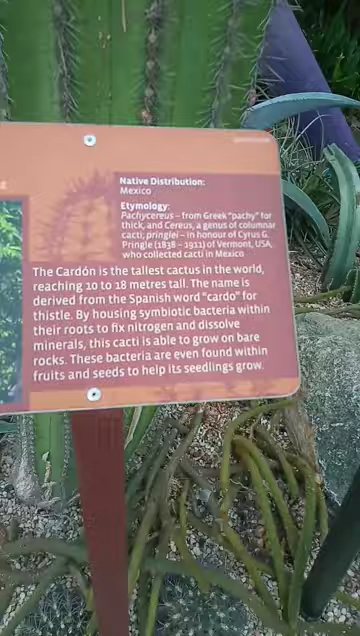 Native Distribution:
Mexico
Etymology:
Pachycereus – from Greek "pachy" for
thick, and Cereus, a genus of columnar
cacti; pringlei – in honour of Cyrus G.
Pringle (1838 – 1911) of Vermont, USA,
who collected cacti in Mexico
The Cardón is the tallest cactus in the world,
reaching 10 to 18 metres tall. The name is
derived from the Spanish word "cardo" for
thistle. By housing symbiotic bacteria within
their roots to fix nitrogen and dissolve
minerals, this cacti is able to grow on bare
rocks. These bacteria are even found within
fruits and seeds to help its seedlings grow.